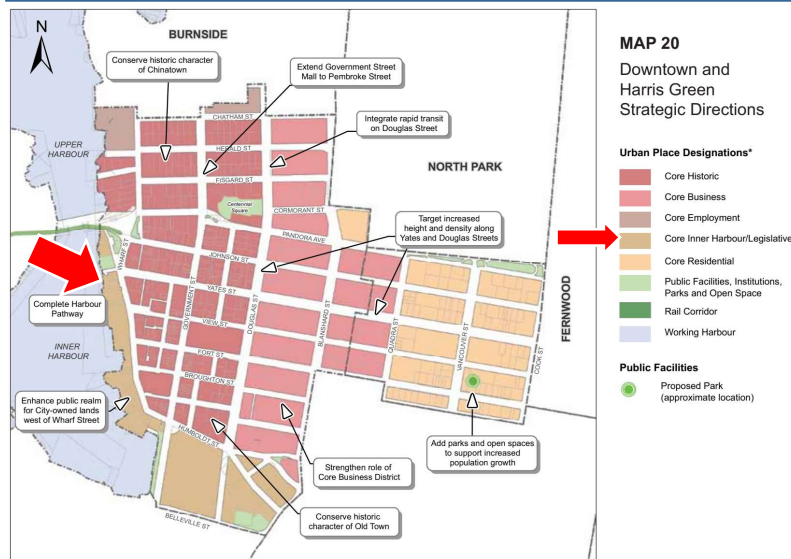 N
BURNSIDE
Conserve historic character
of Chinatown
Extend Government Street
Mall to Pembroke Street
Integrate rapid transit
on Douglas Street
CHATHAM ST
HERALD ST
FISGARD ST
UPPER
HARBOUR
NORTH PARK
Centennial
Square
CORMORANT ST
PANDORA AVE
Target increased
height and density along
Yates and Douglas Streets
WHARF ST
JOHNSON ST
YATES ST
GOVERNMENT ST
DOUGLAS ST
VIEW ST
BLANSHARD ST
QUADRA ST
VANCOUVER ST
COOK ST
FERNWOOD
Complete Harbour
Pathway
INNER
HARBOUR
FORT ST
BROUGHTON ST
Enhance public realm
for City-owned lands
west of Wharf Street
HUMBOLDT ST
Add parks and open spaces
to support increased
population growth
Strengthen role of
Core Business District
BELLEVILLE ST
Conserve historic
character of Old Town
MAP 20
Downtown and
Harris Green
Strategic Directions
Urban Place Designations*
Core Historic
Core Business
Core Employment
Core Inner Harbour/Legislative
Core Residential
Public Facilities, Institutions,
Parks and Open Space
Rail Corridor
Working Harbour
Public Facilities
Proposed Park
(approximate location)